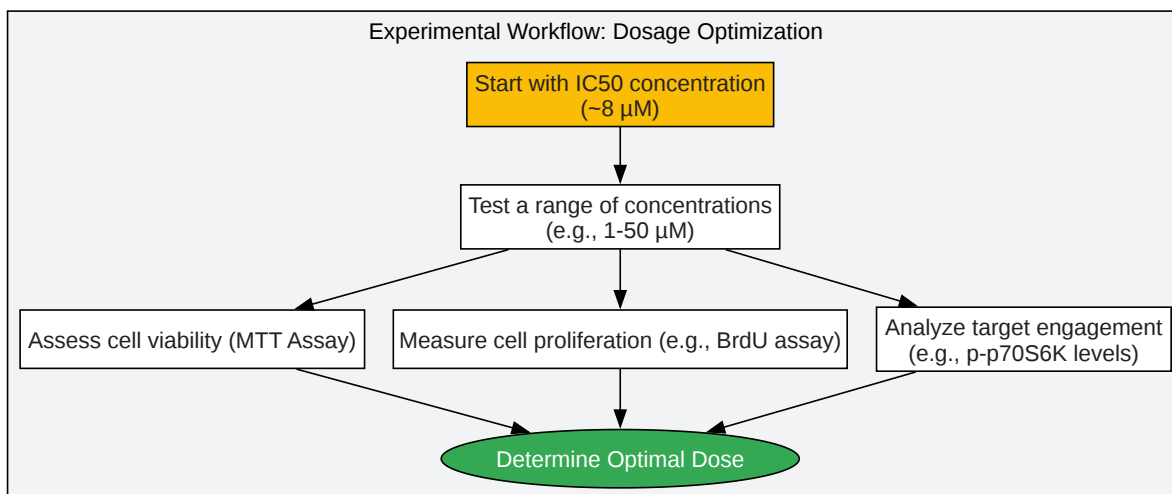 Experimental Workflow: Dosage Optimization
Start with IC50 concentration
(~8 µM)
Test a range of concentrations
(e.g., 1-50 µM)
Assess cell viability (MTT Assay)
Measure cell proliferation (e.g., BrdU assay)
Analyze target engagement
(e.g., p-p70S6K levels)
Determine Optimal Dose